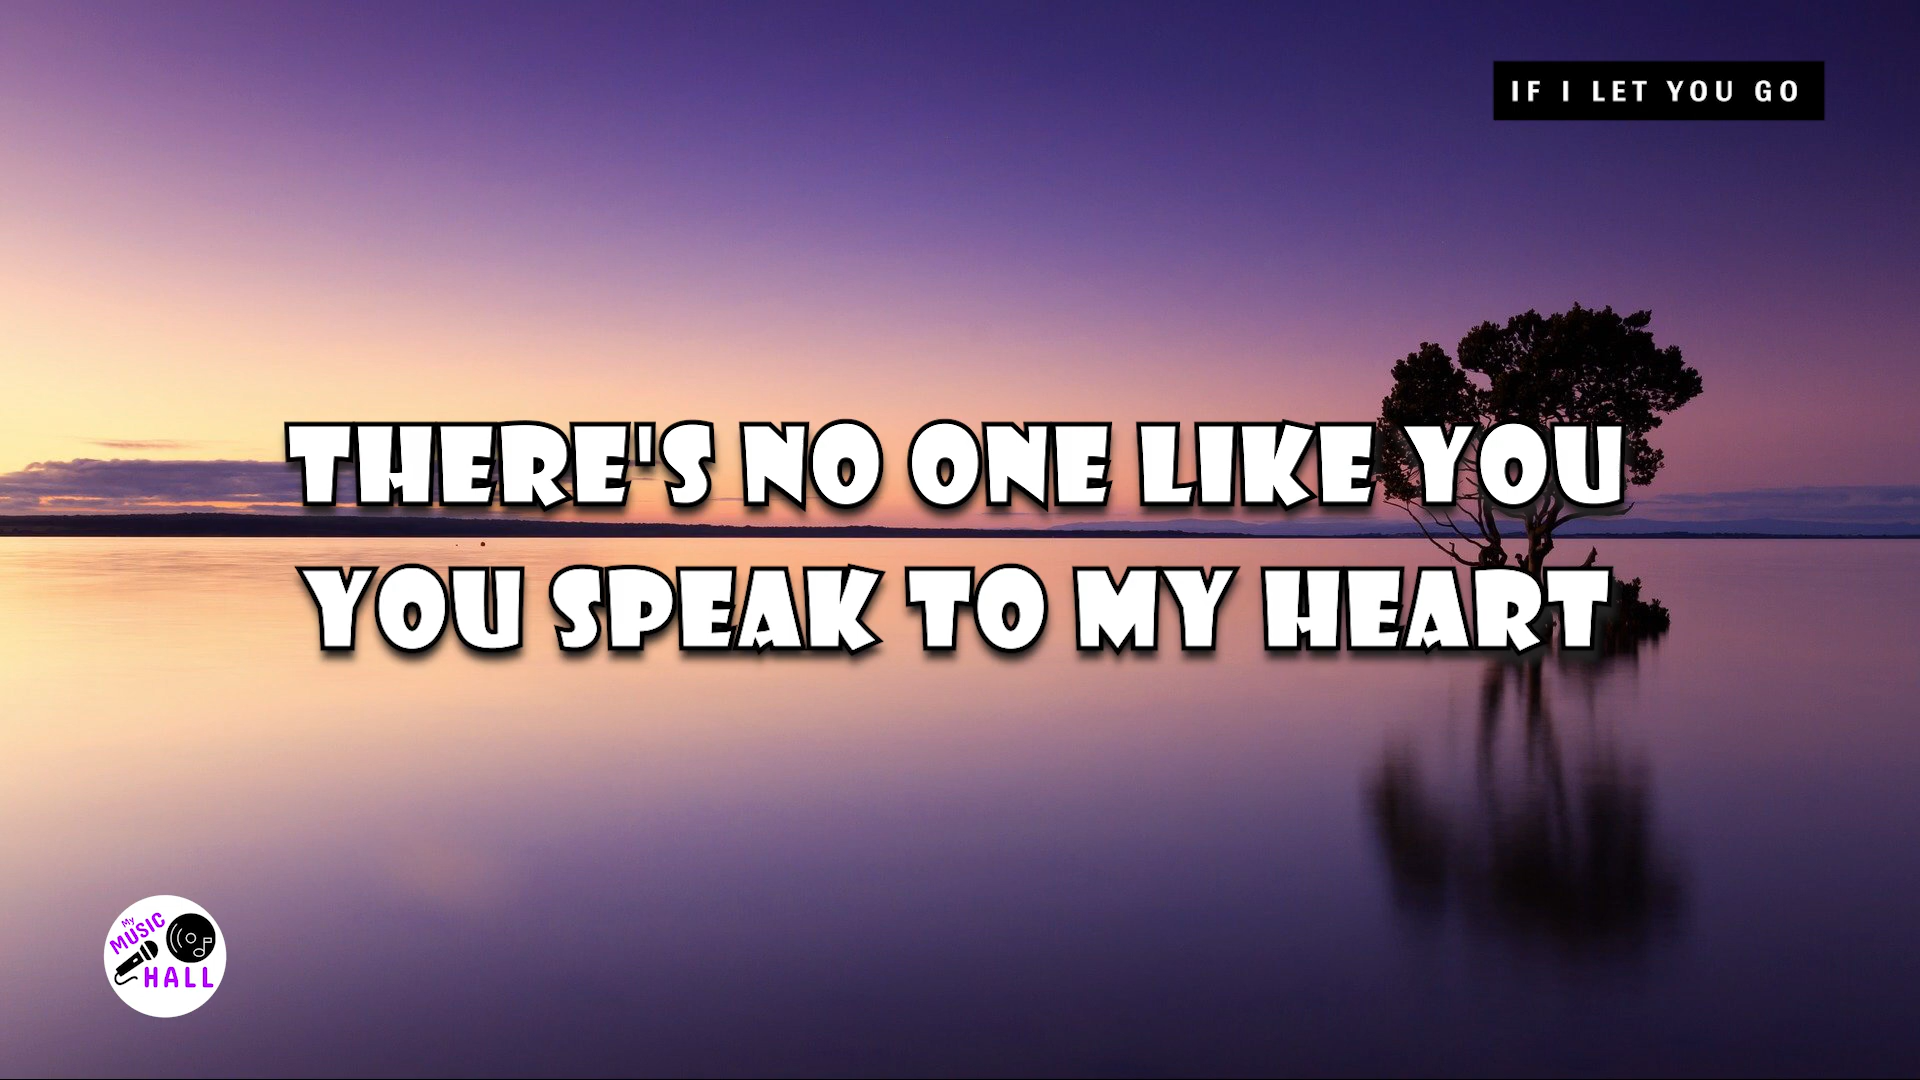 IF I LET YOU GO
THERE'S NO ONE LIKE YOU
YOU SPEAK TO MY HEART
My
MUSIC
HALL